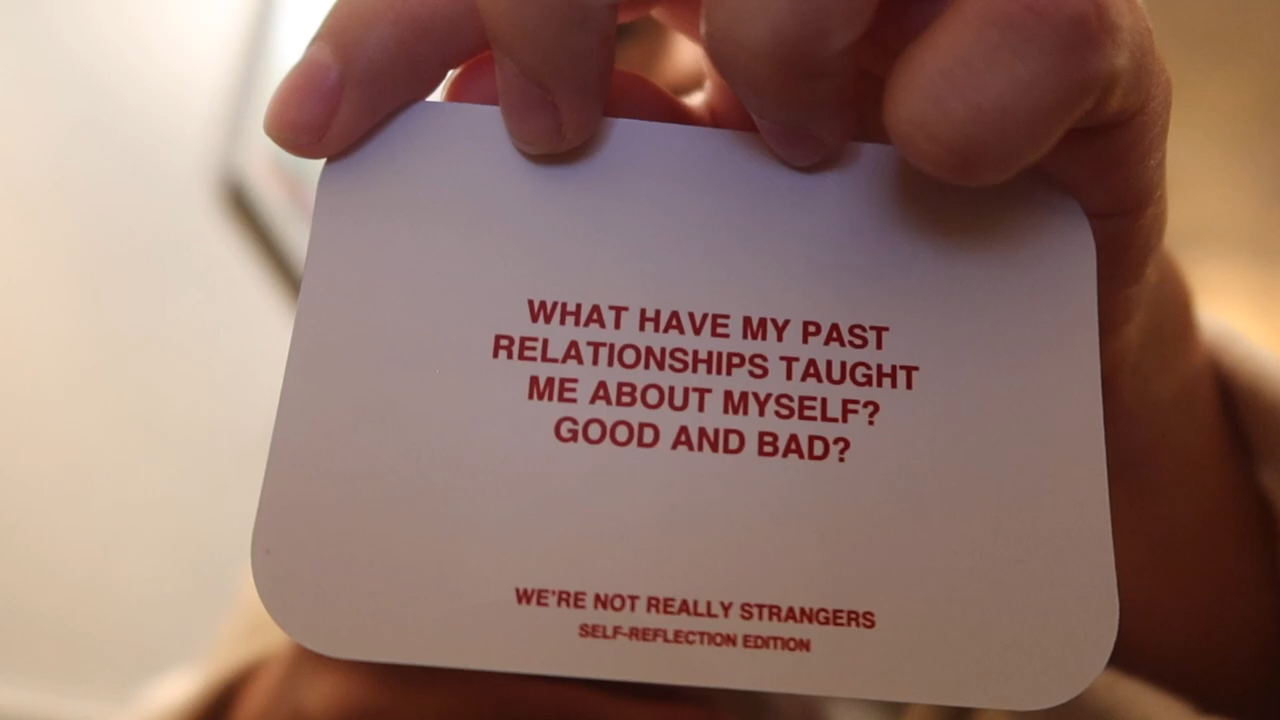 WHAT HAVE MY PAST
RELATIONSHIPS TAUGHT
ME ABOUT MYSELF?
GOOD AND BAD?
WE'RE NOT REALLY STRANGERS
SELF-REFLECTION EDITION